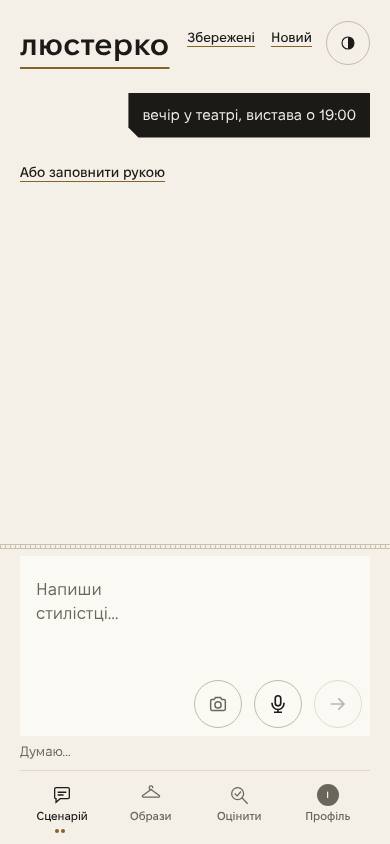 люстерко
Збережені
Новий
вечір у театрі, вистава о 19:00
Або заповнити рукою
Напиши
стилістці...
Думаю...
Сценарій
Образи
Оцінити
І
Профіль